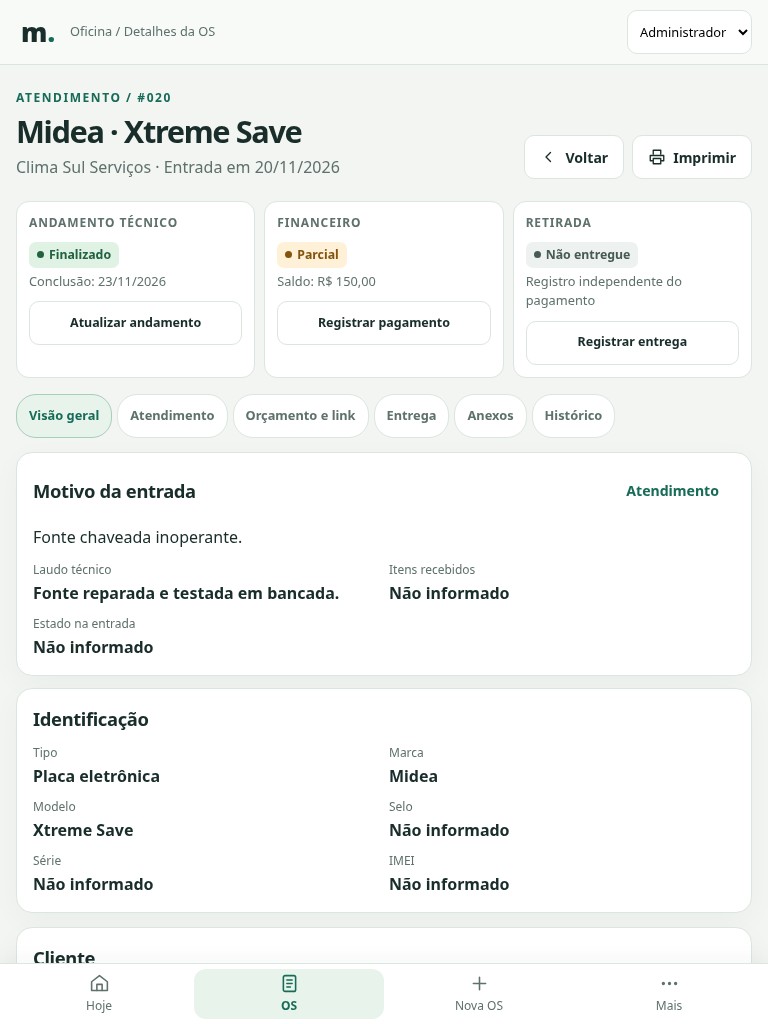 m. Oficina / Detalhes da OS Administrador
ATENDIMENTO / #020
Midea · Xtreme Save
Clima Sul Serviços · Entrada em 20/11/2026
Voltar Imprimir
ANDAMENTO TÉCNICO
Finalizado
Conclusão: 23/11/2026
Atualizar andamento
FINANCEIRO
Parcial
Saldo: R$ 150,00
Registrar pagamento
RETIRADA
Não entregue
Registro independente do
pagamento
Registrar entrega
Visão geral Atendimento Orçamento e link Entrega Anexos Histórico
Motivo da entrada Atendimento
Fonte chaveada inoperante.
Laudo técnico
Fonte reparada e testada em bancada.
Itens recebidos
Não informado
Estado na entrada
Não informado
Identificação
Tipo
Placa eletrônica
Marca
Midea
Modelo
Xtreme Save
Selo
Não informado
Série
Não informado
IMEI
Não informado
Cliente
Hoje OS Nova OS Mais